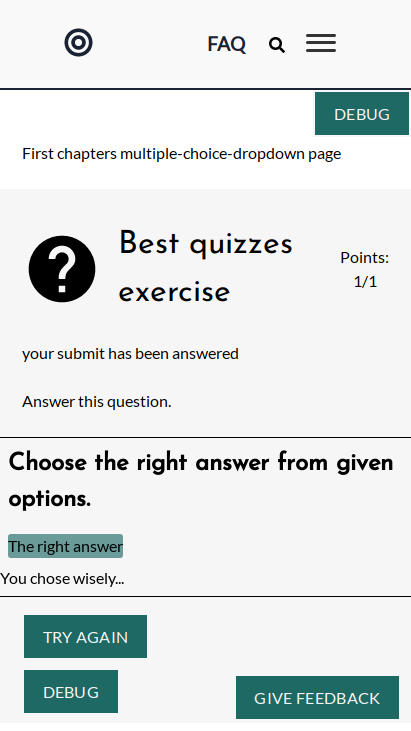 FAQ
DEBUG
First chapters multiple-choice-dropdown page
Best quizzes
exercise
Points:
1/1
your submit has been answered
Answer this question.
Choose the right answer from given
options.
The right answer
You chose wisely...
TRY AGAIN
DEBUG
GIVE FEEDBACK